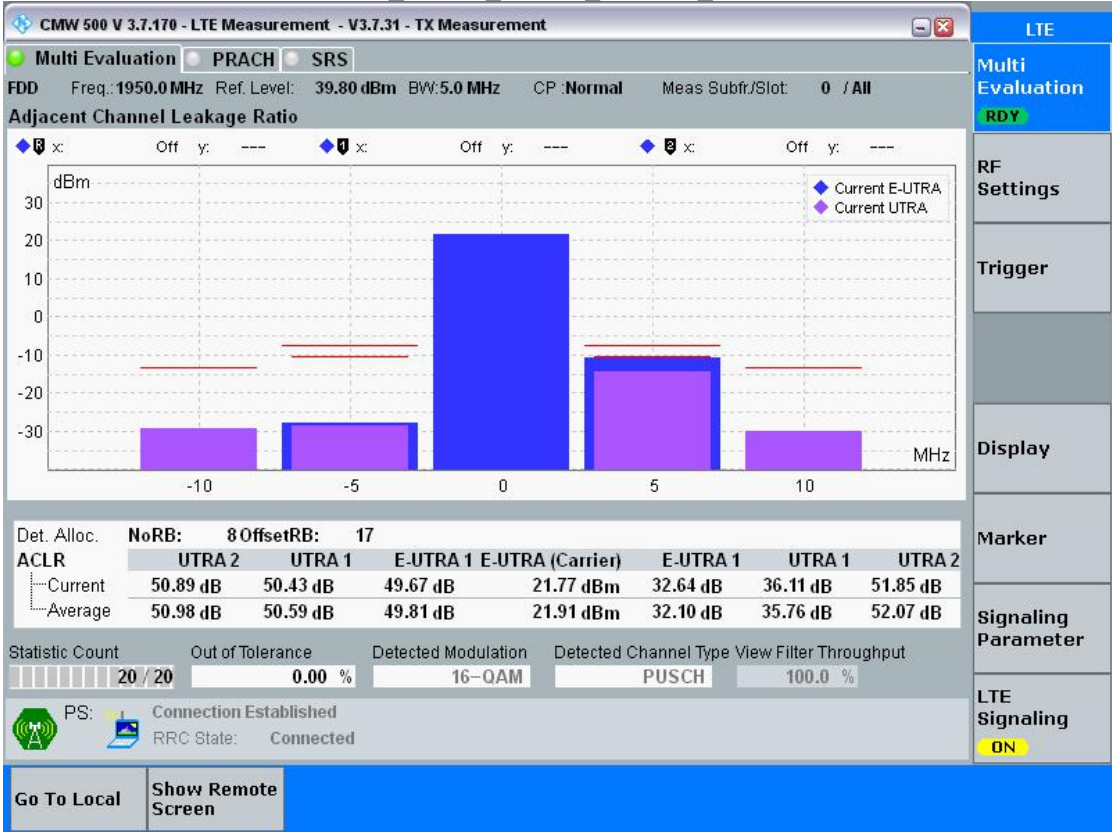 CMW 500 V 3.7.170 - LTE Measurement - V3.7.31 - TX Measurement
LTE
Multi Evaluation PRACH SRS
Multi
Evaluation
RDY
FDD Freq.:1950.0 MHz Ref. Level: 39.80 dBm BW:5.0 MHz CP :Normal Meas Subfr./Slot: 0 / All
Adjacent Channel Leakage Ratio
R x: Off y: --- 1 x: Off y: --- 2 x: Off y: ---
RF
Settings
dBm
Current E-UTRA
Current UTRA
30
20
10
0
-10
-20
-30
MHz
-10 -5 0 5 10
Trigger
Display
Det. Alloc. NoRB: 8 OffsetRB: 17
ACLR UTRA 2 UTRA 1 E-UTRA 1 E-UTRA (Carrier) E-UTRA 1 UTRA 1 UTRA 2
Current 50.89 dB 50.43 dB 49.67 dB 21.77 dBm 32.64 dB 36.11 dB 51.85 dB
Average 50.98 dB 50.59 dB 49.81 dB 21.91 dBm 32.10 dB 35.76 dB 52.07 dB
Marker
Signaling
Parameter
Statistic Count Out of Tolerance Detected Modulation Detected Channel Type View Filter Throughput
20 / 20 0.00 % 16-QAM PUSCH 100.0 %
PS: Connection Established
RRC State: Connected
LTE
Signaling
ON
Go To Local
Show Remote
Screen